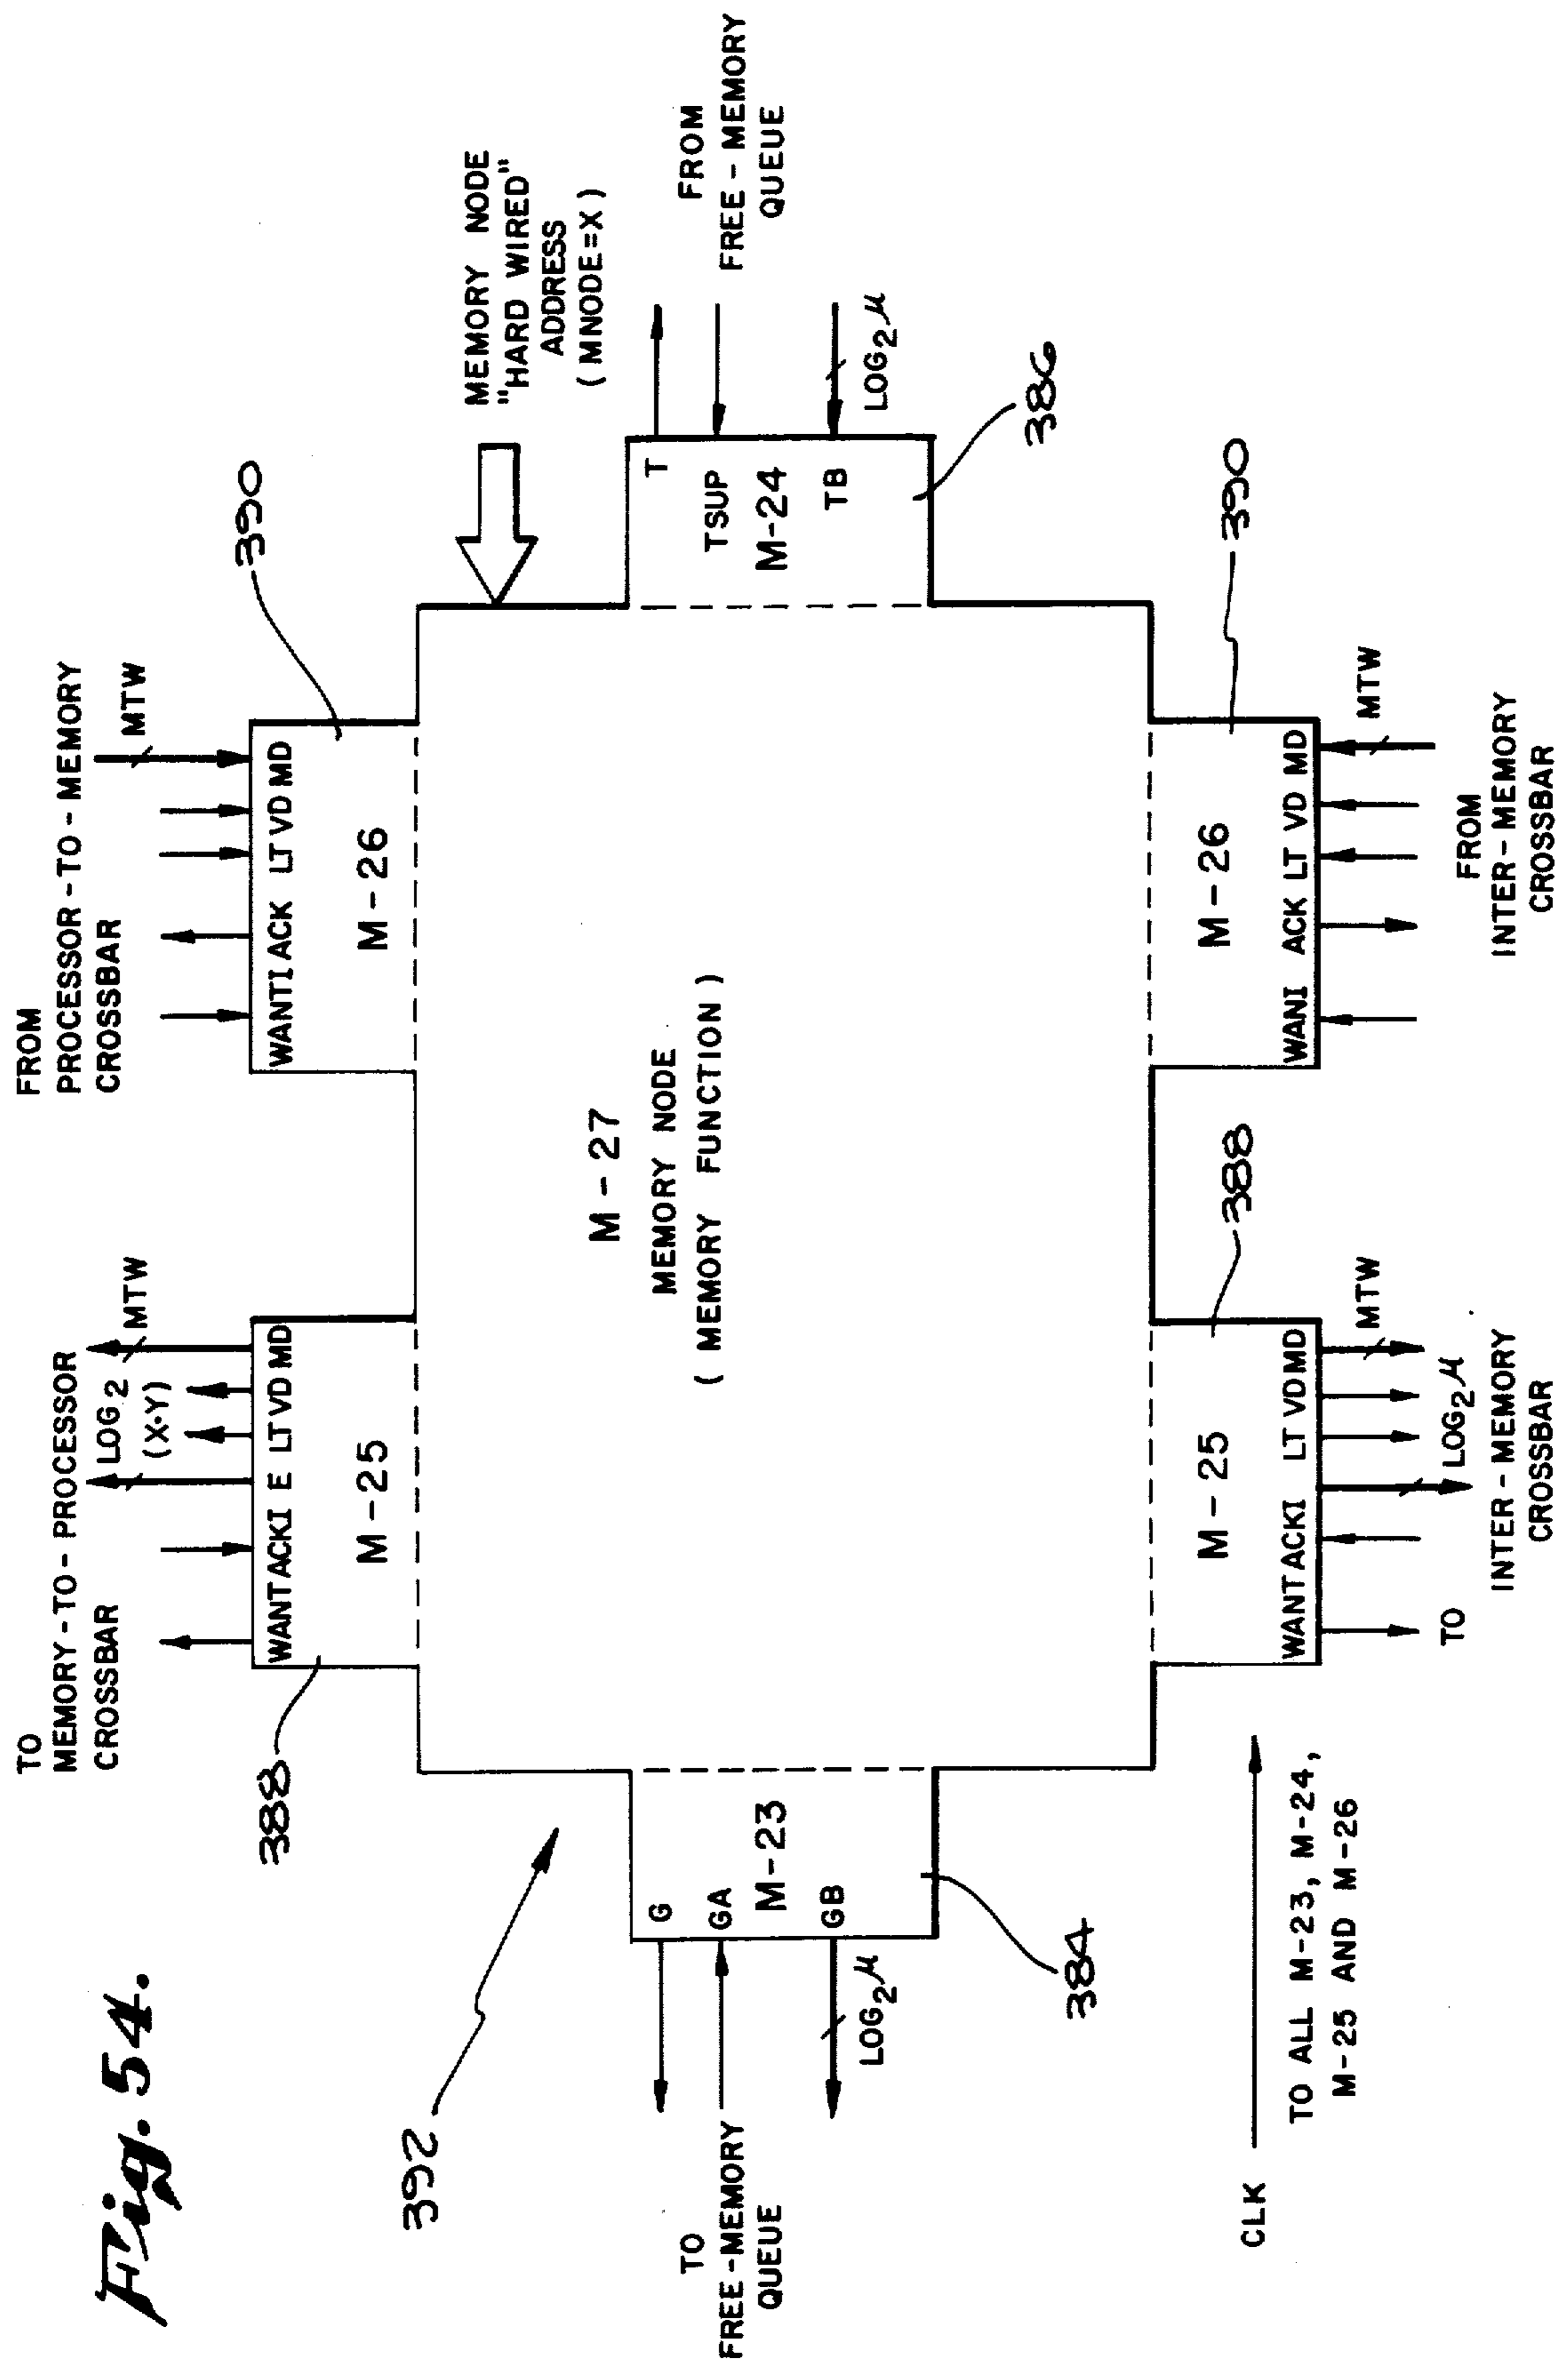 Fig. 54.
392
TO
MEMORY-TO-PROCESSOR
CROSSBAR
LOG2
(X·Y)
MTW
388
WANT ACKI E LT VD MD
M-25
FROM
PROCESSOR-TO-MEMORY
CROSSBAR
MTW
390
WANTI ACK LT VD MD
M-26
MEMORY NODE
"HARD WIRED"
ADDRESS
(MNODE=X)
TO
FREE-MEMORY
QUEUE
G
GA
M-23
GB
LOG2μ
384
M-27
MEMORY NODE
(MEMORY FUNCTION)
T
TSUP
M-24
TB
FROM
FREE-MEMORY
QUEUE
LOG2μ
386
M-25
WANT ACKI LT VD MD
388
MTW
LOG2μ
TO
INTER-MEMORY
CROSSBAR
M-26
WANI ACK LT VD MD
390
MTW
FROM
INTER-MEMORY
CROSSBAR
CLK
TO ALL M-23, M-24,
M-25 AND M-26